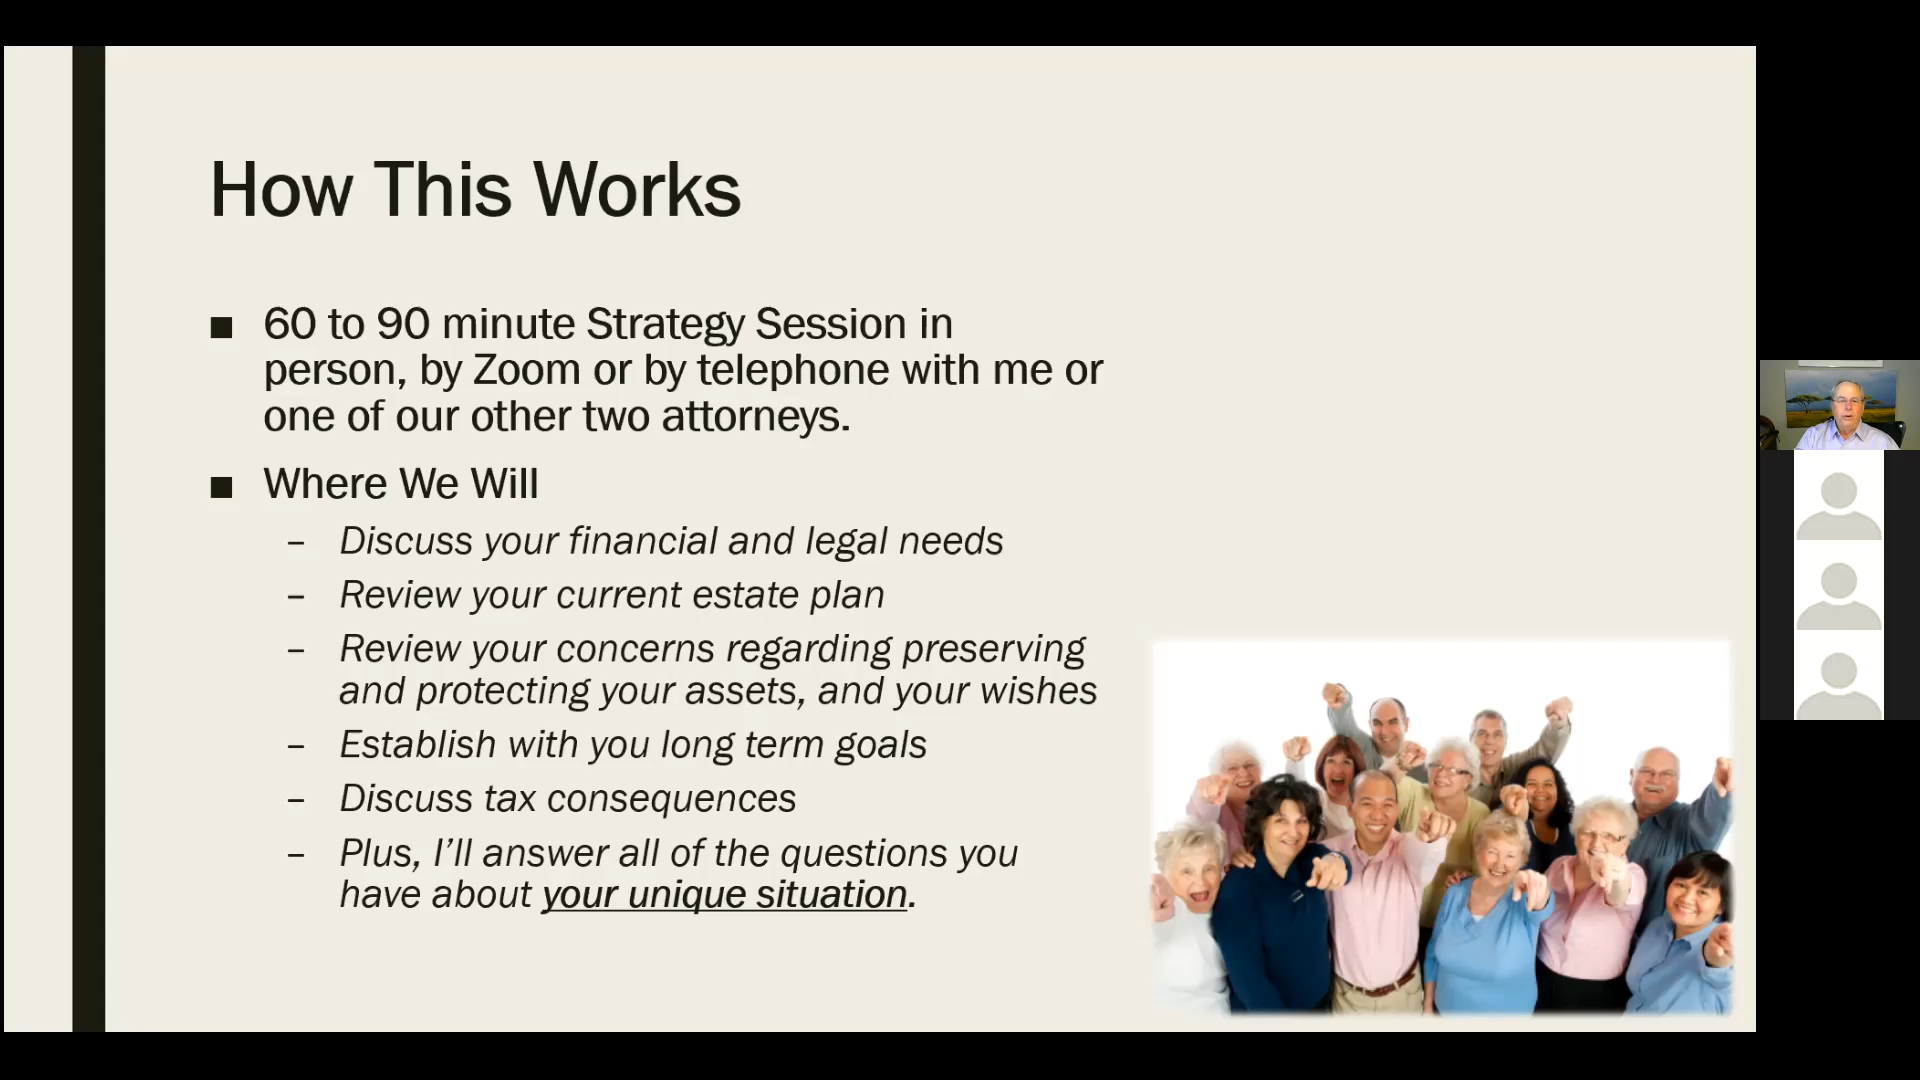 How This Works
■ 60 to 90 minute Strategy Session in
person, by Zoom or by telephone with me or
one of our other two attorneys.
■ Where We Will
– Discuss your financial and legal needs
– Review your current estate plan
– Review your concerns regarding preserving
and protecting your assets, and your wishes
– Establish with you long term goals
– Discuss tax consequences
– Plus, I’ll answer all of the questions you
have about your unique situation.